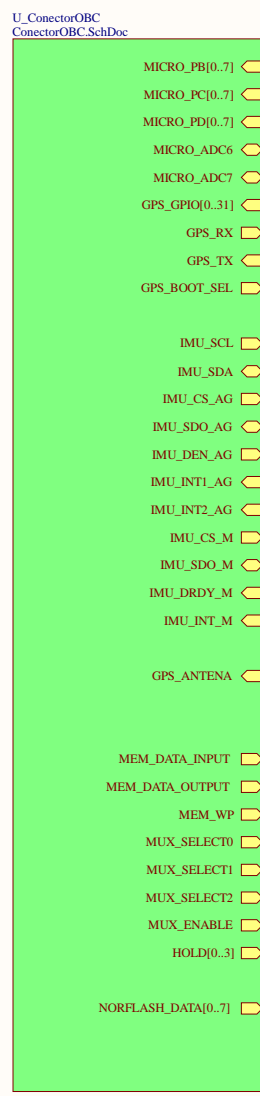 U_ConectorOBC
ConectorOBC.SchDoc
MICRO_PB[0..7]
MICRO_PC[0..7]
MICRO_PD[0..7]
MICRO_ADC6
MICRO_ADC7
GPS_GPIO[0..31]
GPS_RX
GPS_TX
GPS_BOOT_SEL
IMU_SCL
IMU_SDA
IMU_CS_AG
IMU_SDO_AG
IMU_DEN_AG
IMU_INT1_AG
IMU_INT2_AG
IMU_CS_M
IMU_SDO_M
IMU_DRDY_M
IMU_INT_M
GPS_ANTENA
MEM_DATA_INPUT
MEM_DATA_OUTPUT
MEM_WP
MUX_SELECT0
MUX_SELECT1
MUX_SELECT2
MUX_ENABLE
HOLD[0..3]
NORFLASH_DATA[0..7]